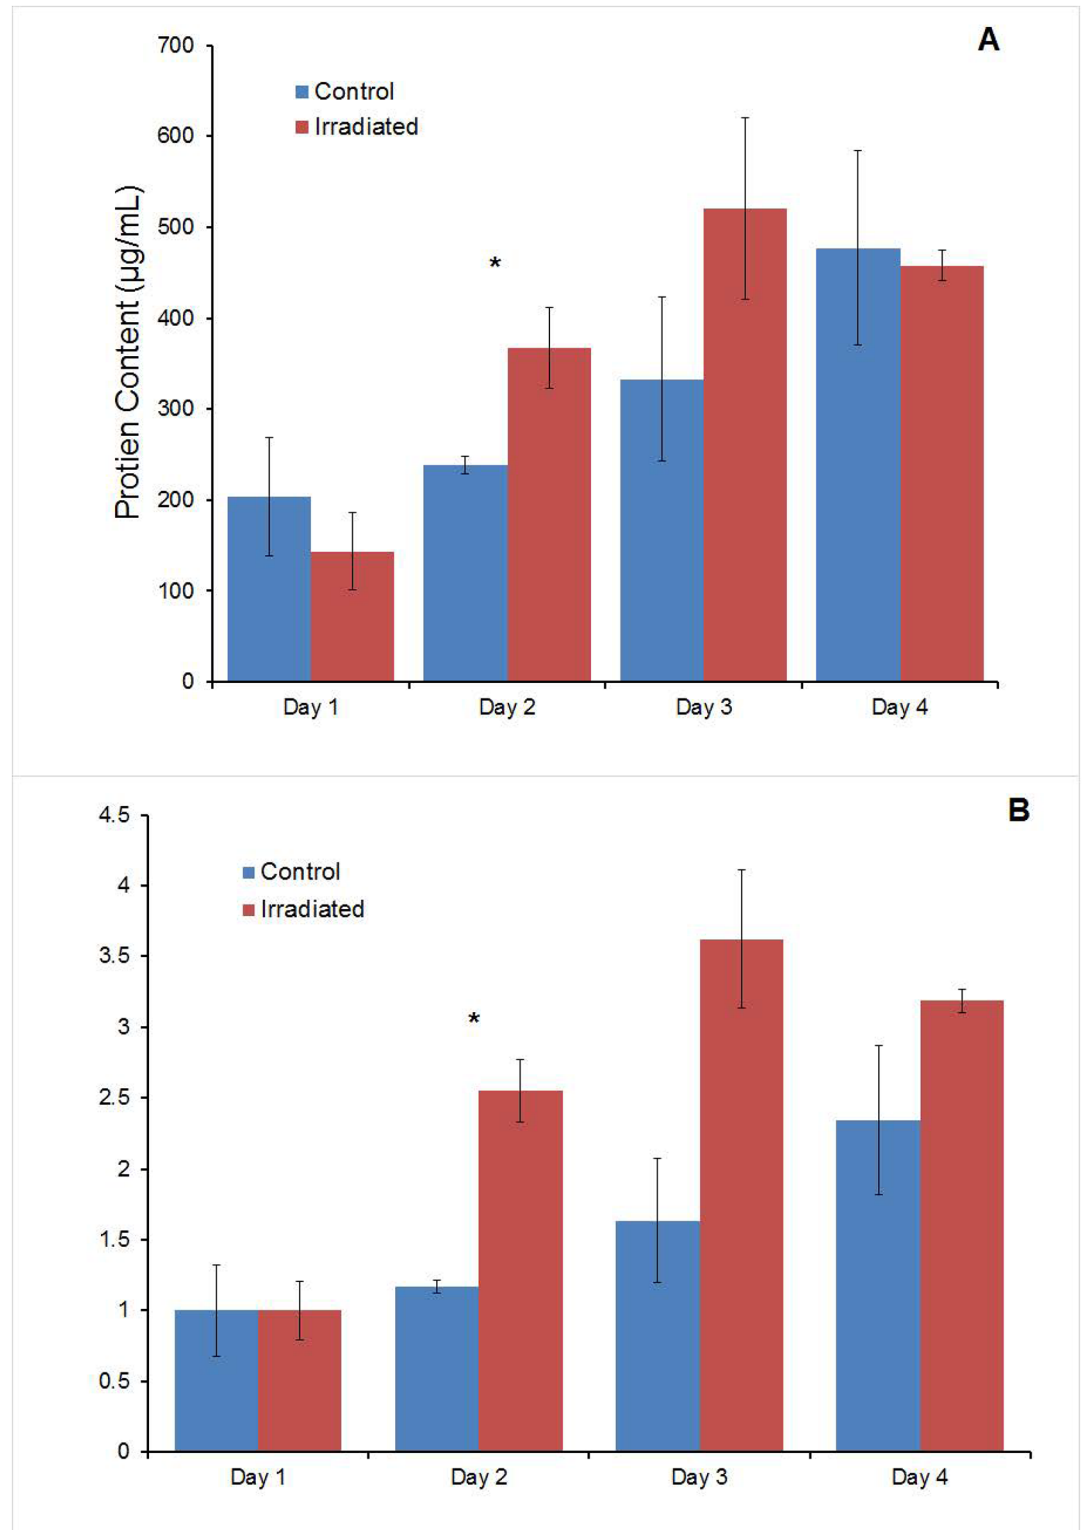 A
700
Control
Irradiated
600
500
400
300
200
100
0
Protien Content (µg/mL)
*
Day 1 Day 2 Day 3 Day 4
B
4.5
Control
4
Irradiated
3.5
3
*
2.5
2
1.5
1
0.5
0
Day 1 Day 2 Day 3 Day 4